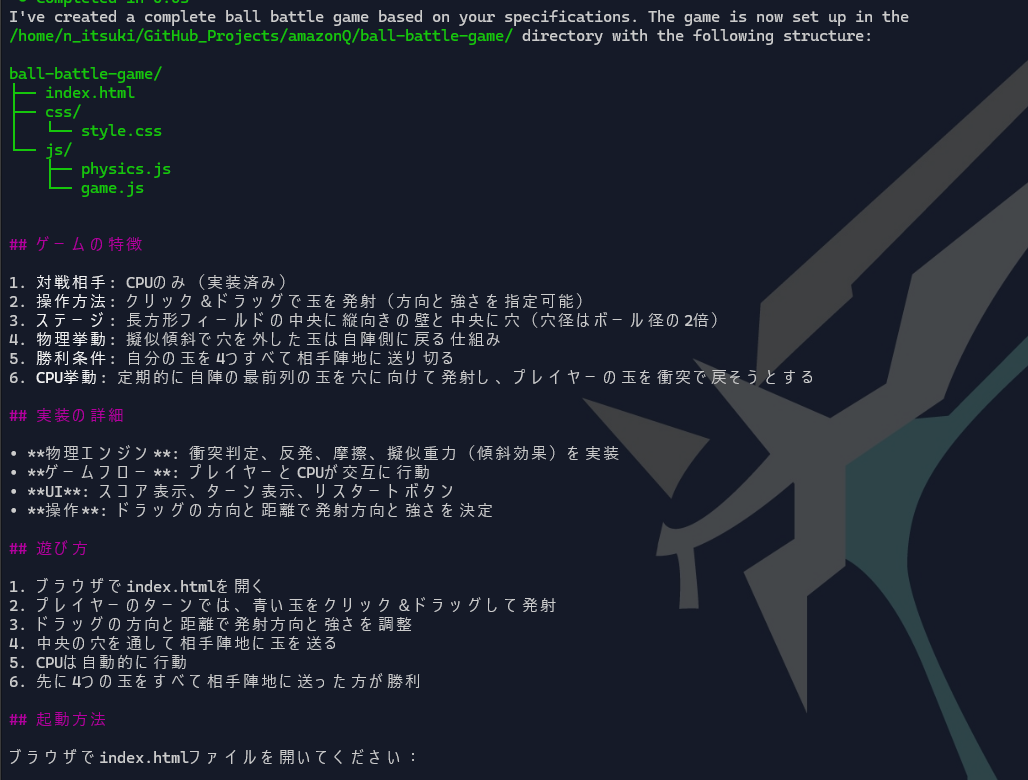 I've created a complete ball battle game based on your specifications. The game is now set up in the
/home/n_itsuki/GitHub_Projects/amazonQ/ball-battle-game/ directory with the following structure:
ball-battle-game/
├── index.html
├── css/
│   └── style.css
└── js/
    ├── physics.js
    └── game.js
## ゲームの特徴
1. 対戦相手: CPUのみ（実装済み）
2. 操作方法: クリック&ドラッグで玉を発射（方向と強さを指定可能）
3. ステージ: 長方形フィールドの中央に縦向きの壁と中央に穴（穴径はボール径の2倍）
4. 物理挙動: 擬似傾斜で穴を外した玉は自陣側に戻る仕組み
5. 勝利条件: 自分の玉を4つすべて相手陣地に送り切る
6. CPU挙動: 定期的に自陣の最前列の玉を穴に向けて発射し、プレイヤーの玉を衝突で戻そうとする
## 実装の詳細
• **物理エンジン**: 衝突判定、反発、摩擦、擬似重力（傾斜効果）を実装
• **ゲームフロー**: プレイヤーとCPUが交互に行動
• **UI**: スコア表示、ターン表示、リスタートボタン
• **操作**: ドラッグの方向と距離で発射方向と強さを決定
## 遊び方
1. ブラウザでindex.htmlを開く
2. プレイヤーのターンでは、青い玉をクリック&ドラッグして発射
3. ドラッグの方向と距離で発射方向と強さを調整
4. 中央の穴を通して相手陣地に玉を送る
5. CPUは自動的に行動
6. 先に4つの玉をすべて相手陣地に送った方が勝利
## 起動方法
ブラウザでindex.htmlファイルを開いてください：